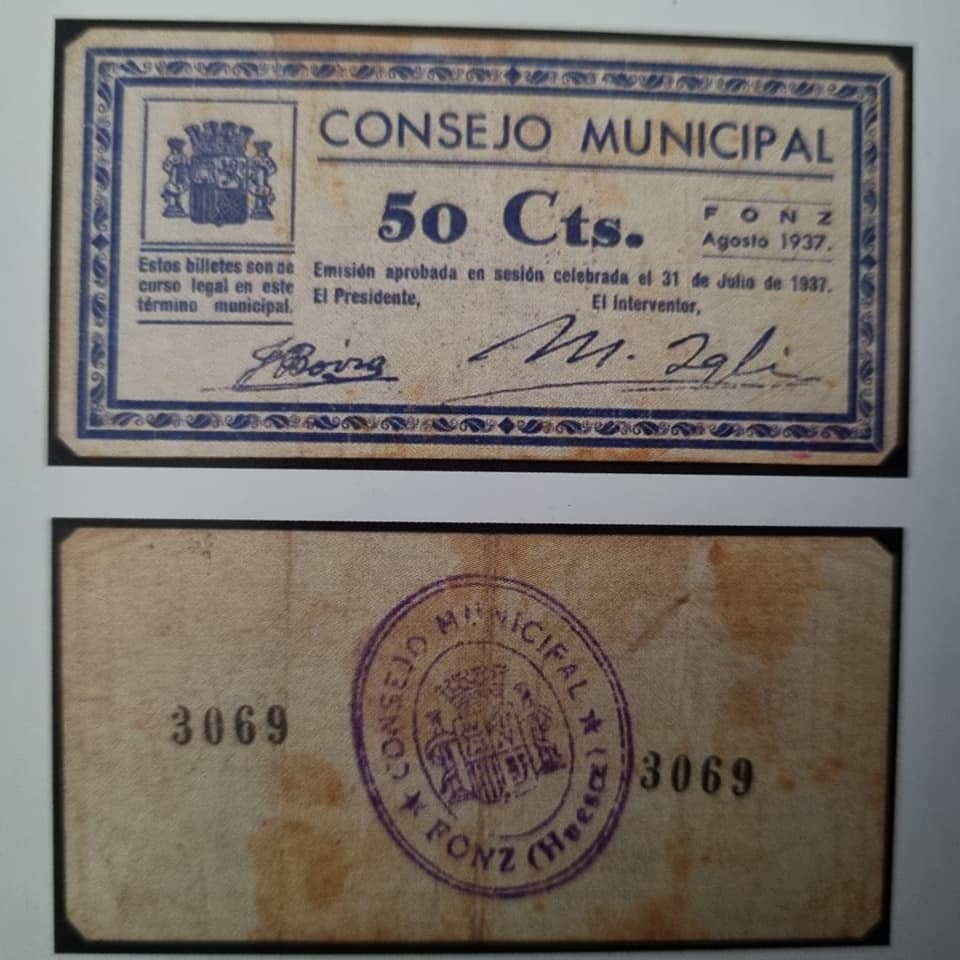 CONSEJO MUNICIPAL
50 Cts.
FONZ
Agosto 1937.
Estos billetes son de
curso legal en este
término municipal.
Emisión aprobada en sesión celebrada el 31 de Julio de 1937.
El Presidente,
El Interventor,
M. Igli
3069
CONSEJO MUNICIPAL
FONZ (Huesca)
3069